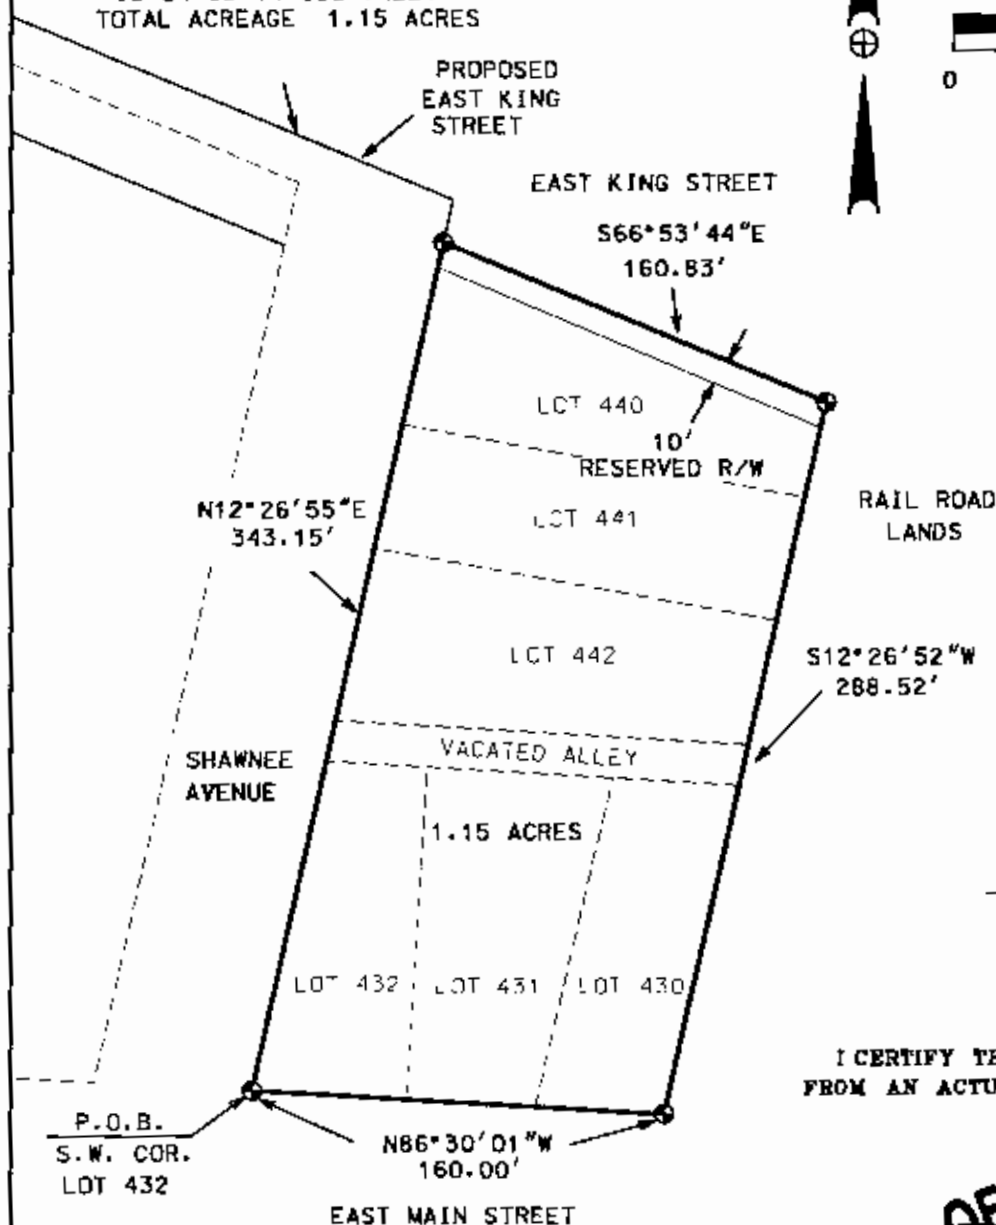 TOTAL ACREAGE 1.15 ACRES
PROPOSED
EAST KING
STREET
0
EAST KING STREET
S66°53'44"E
160.83'
LOT 440
10'
RESERVED R/W
RAIL ROAD
LANDS
N12°26'55"E
343.15'
LOT 441
LOT 442
S12°26'52"W
288.52'
VACATED ALLEY
SHAWNEE
AVENUE
1.15 ACRES
LOT 432
LOT 431
LOT 430
I CERTIFY
FROM AN ACTU
P.O.B.
S.W. COR.
LOT 432
N86°30'01"W
160.00'
EAST MAIN STREET